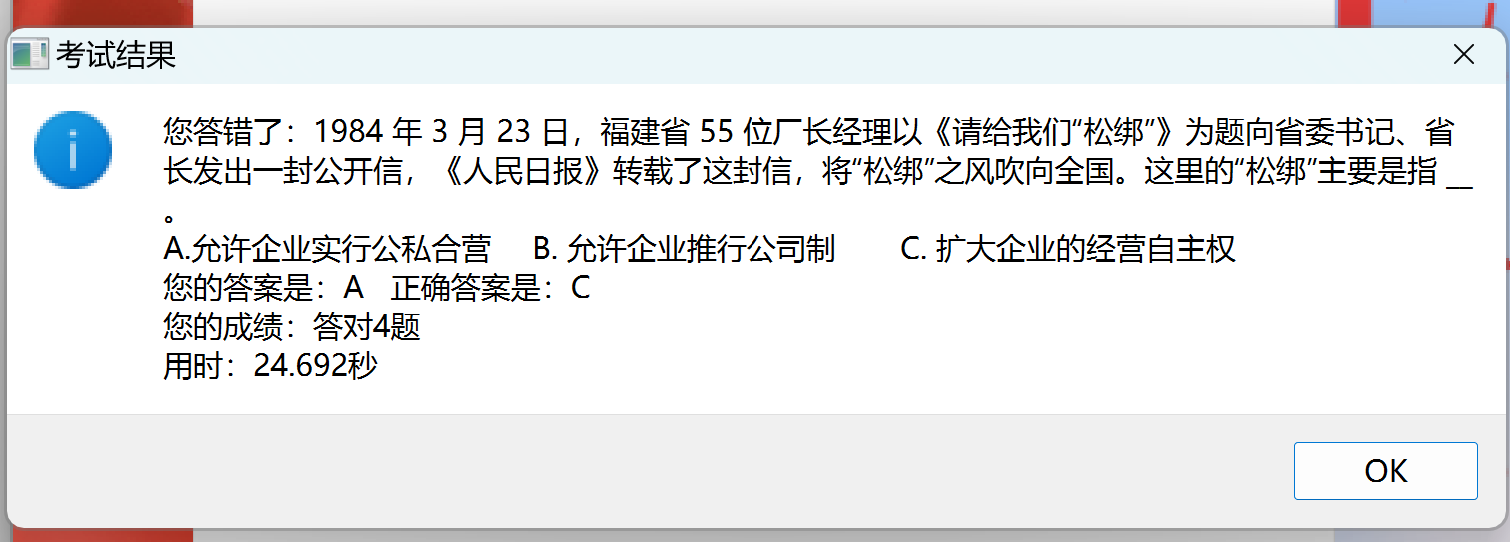 考试结果
您答错了：1984 年 3 月 23 日，福建省 55 位厂长经理以《请给我们“松绑”》为题向省委书记、省
长发出一封公开信，《人民日报》转载了这封信，将“松绑”之风吹向全国。这里的“松绑”主要是指 __
。
A.允许企业实行公私合营 B. 允许企业推行公司制 C. 扩大企业的经营自主权
您的答案是：A 正确答案是：C
您的成绩：答对4题
用时：24.692秒
OK